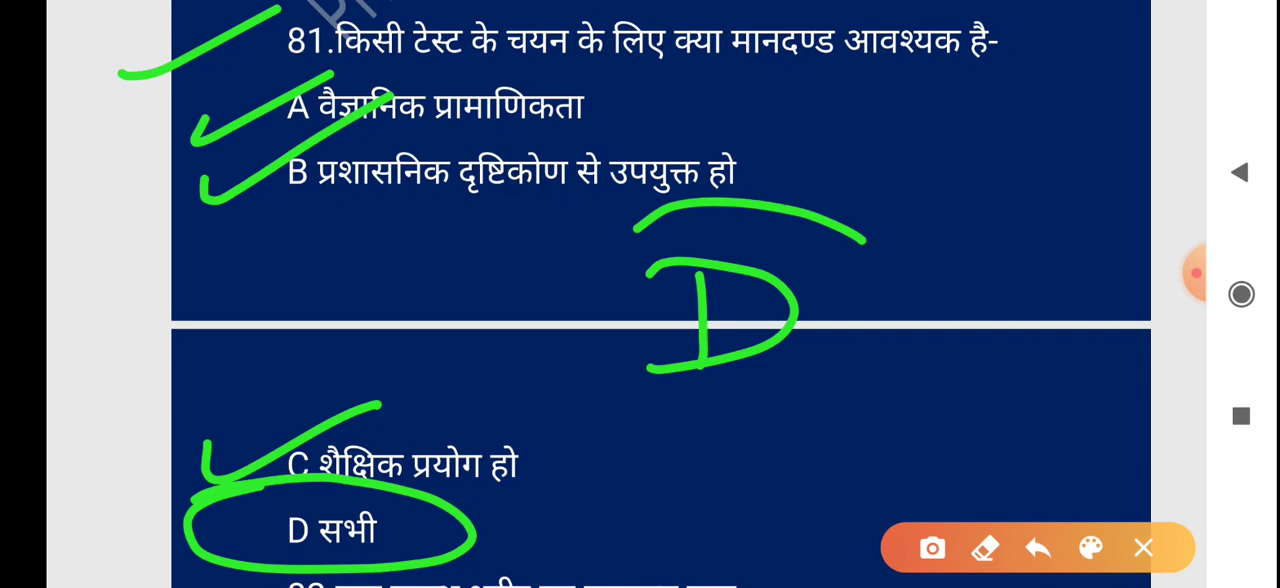 81.किसी टेस्ट के चयन के लिए क्या मानदण्ड आवश्यक है-
A वैज्ञानिक प्रामाणिकता
B प्रशासनिक दृष्टिकोण से उपयुक्त हो
D
C शैक्षिक प्रयोग हो
D सभी